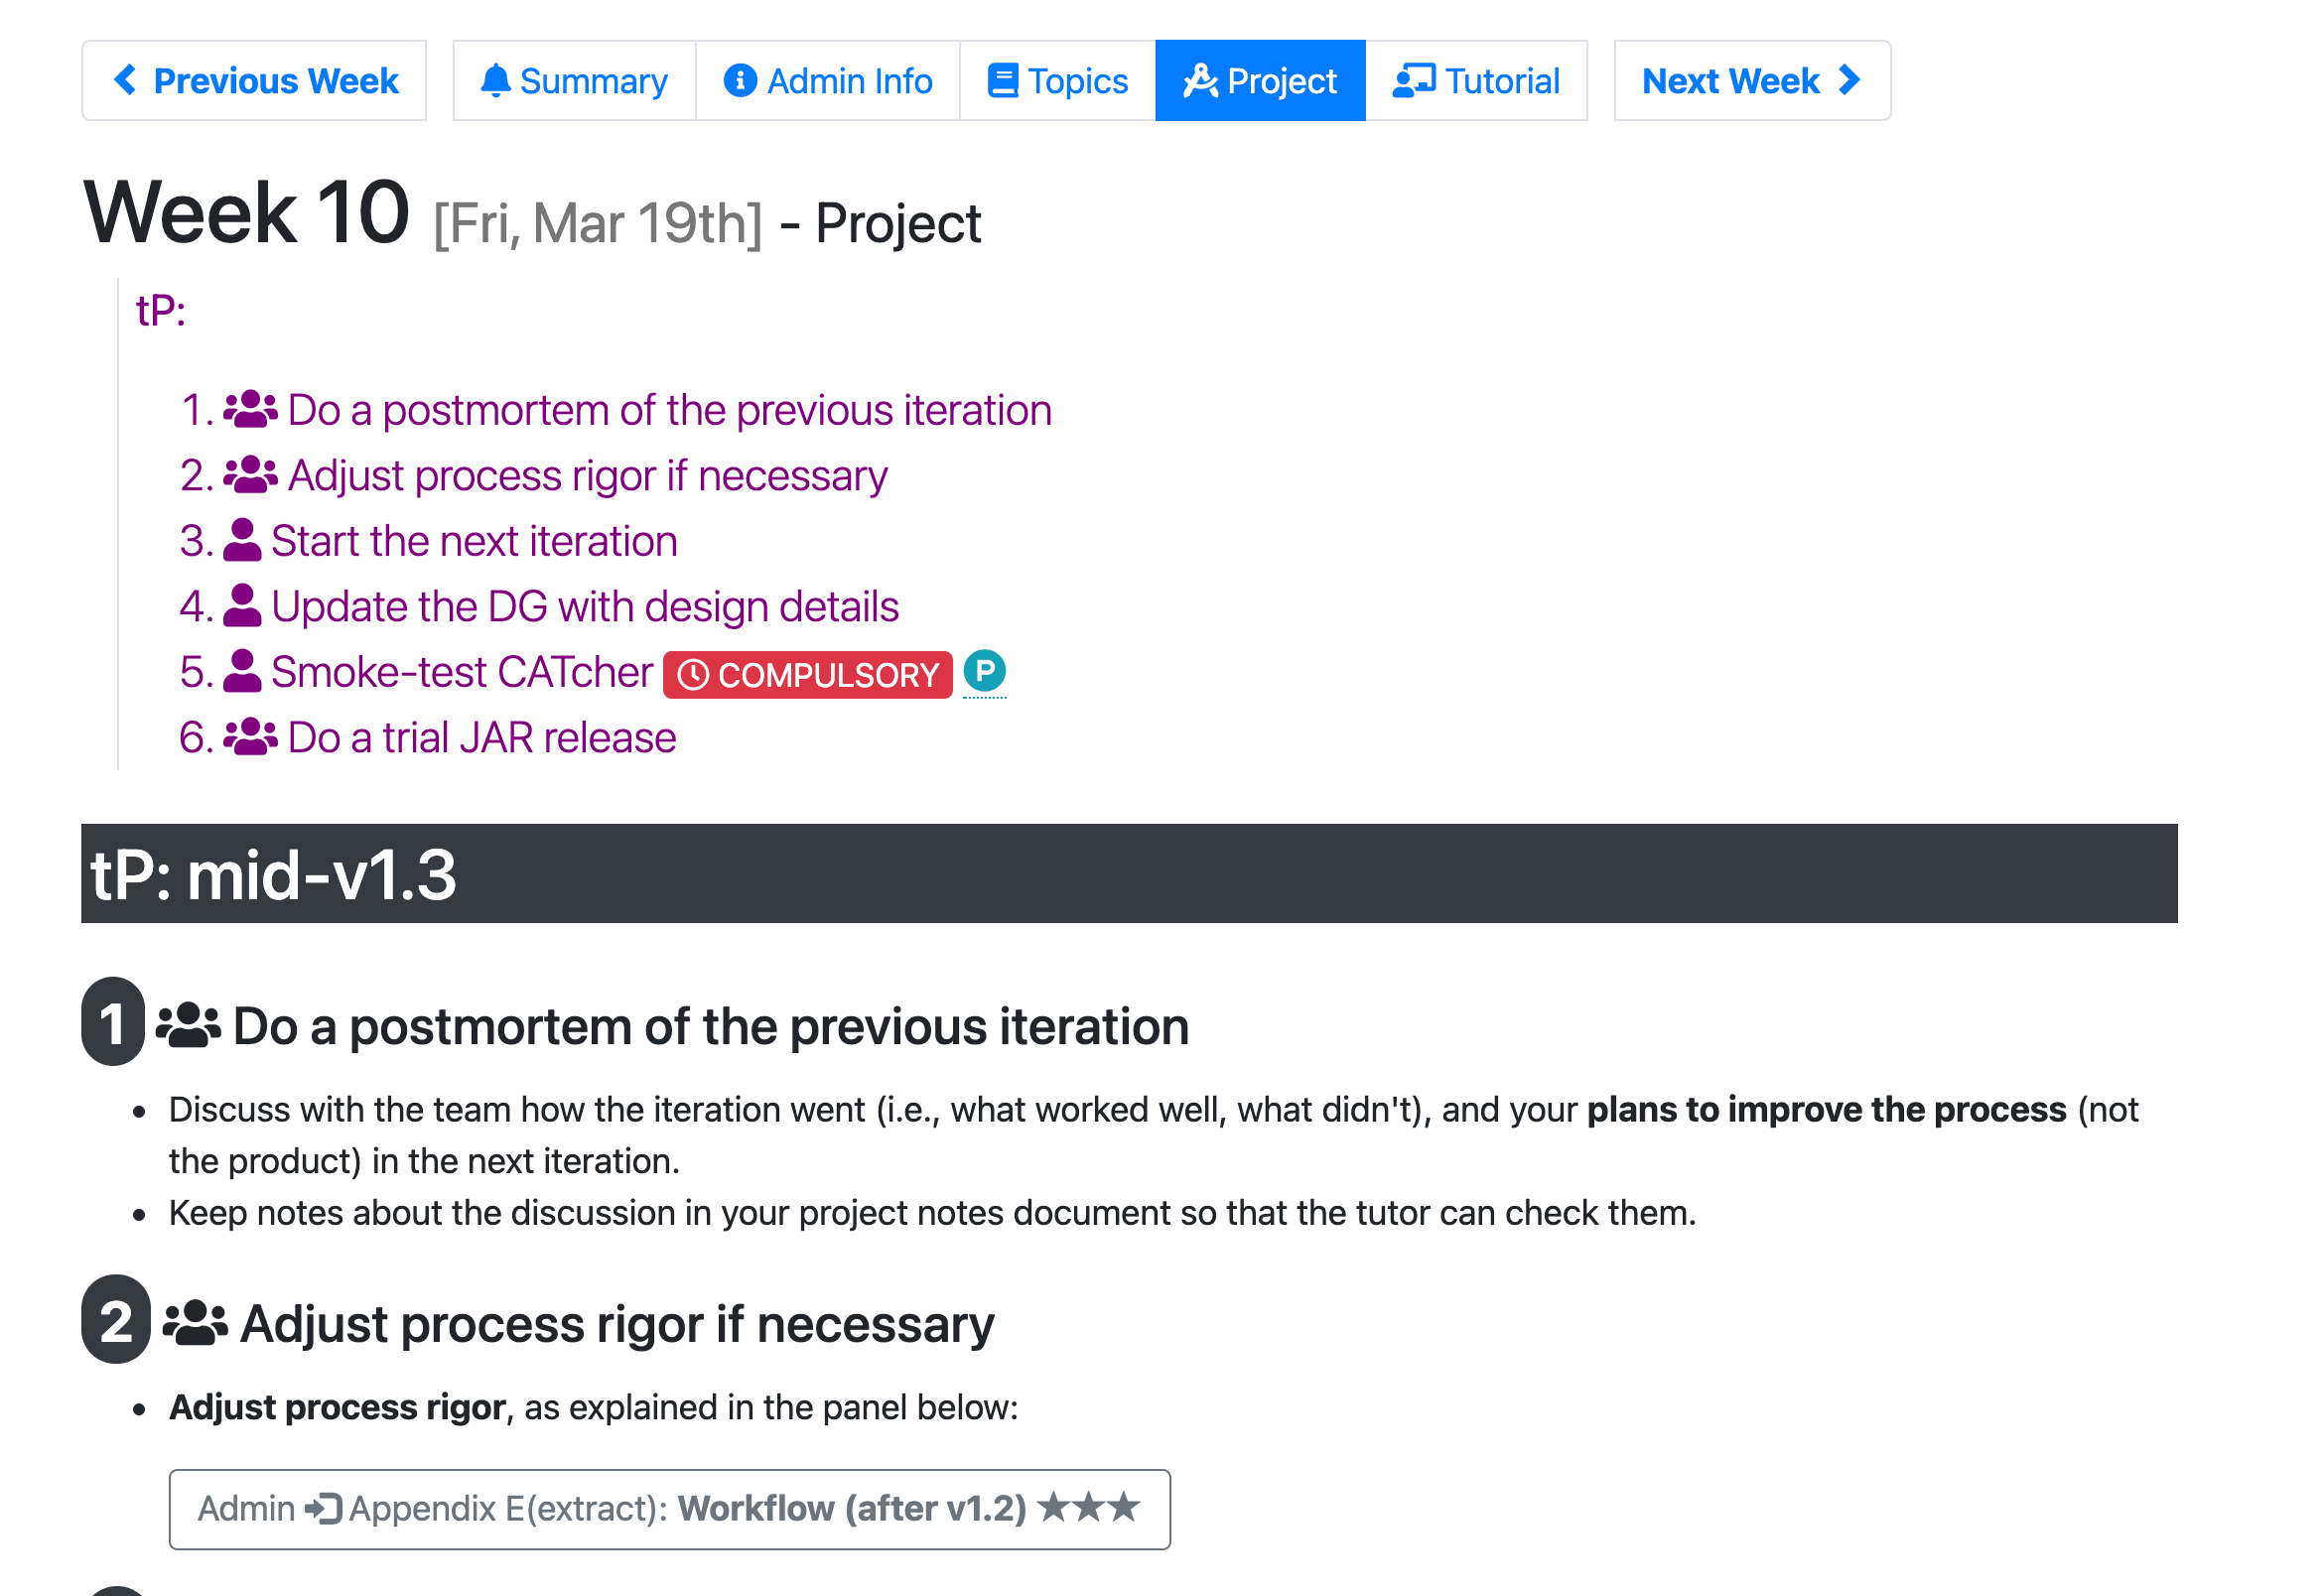 Previous Week
Summary
Admin Info
Topics
Project
Tutorial
Next Week
Week 10 [Fri, Mar 19th] - Project
tP:
1. Do a postmortem of the previous iteration
2. Adjust process rigor if necessary
3. Start the next iteration
4. Update the DG with design details
5. Smoke-test CATcher COMPULSORY P
6. Do a trial JAR release
tP: mid-v1.3
1 Do a postmortem of the previous iteration
• Discuss with the team how the iteration went (i.e., what worked well, what didn't), and your plans to improve the process (not
the product) in the next iteration.
• Keep notes about the discussion in your project notes document so that the tutor can check them.
2 Adjust process rigor if necessary
• Adjust process rigor, as explained in the panel below:
Admin Appendix E(extract): Workflow (after v1.2) ★★★